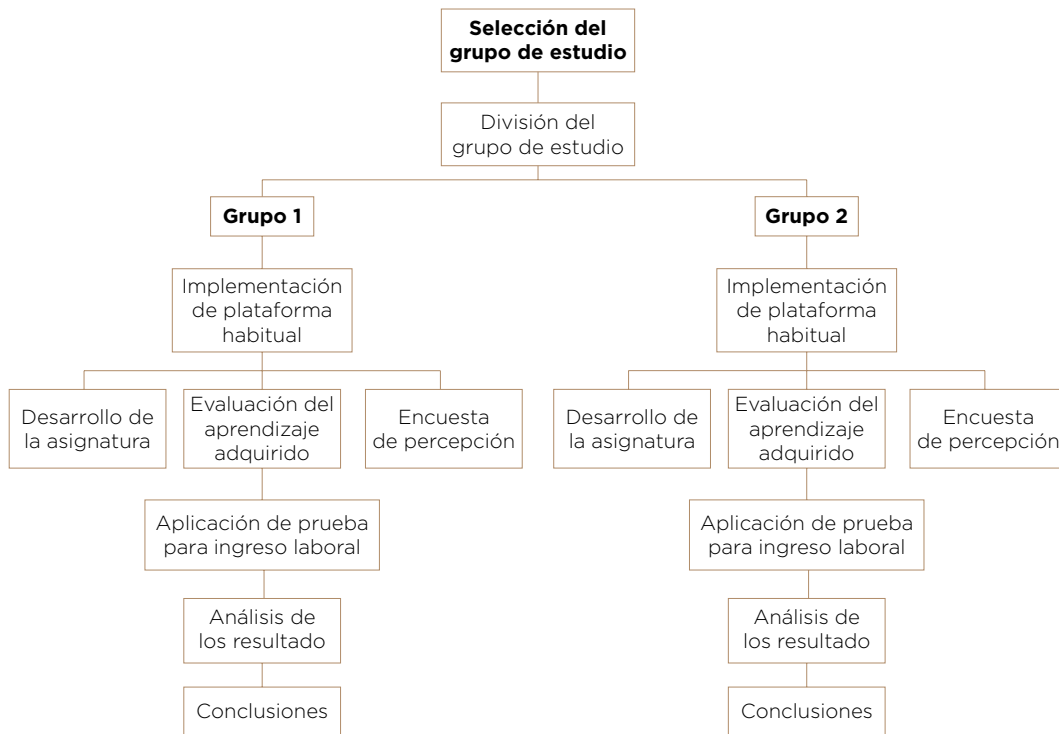 Selección del
grupo de estudio
División del
grupo de estudio
Grupo 1
Implementación
de plataforma
habitual
Desarrollo de
la asignatura
Evaluación del
aprendizaje
adquirido
Encuesta
de percepción
Aplicación de prueba
para ingreso laboral
Análisis de
los resultado
Conclusiones
Grupo 2
Implementación
de plataforma
habitual
Desarrollo de
la asignatura
Evaluación del
aprendizaje
adquirido
Encuesta
de percepción
Aplicación de prueba
para ingreso laboral
Análisis de
los resultado
Conclusiones